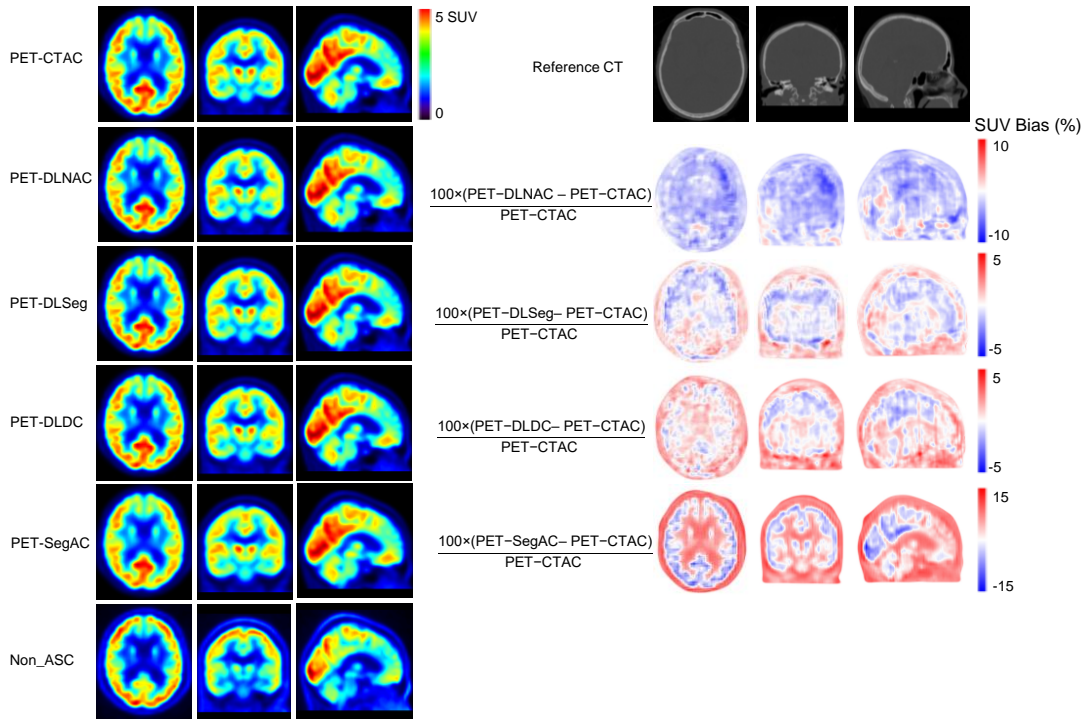 PET-CTAC
5 SUV
0
Reference CT
SUV Bias (%)
PET-DLNAC
100×(PET−DLNAC − PET−CTAC)
PET−CTAC
10
-10
PET-DLSeg
100×(PET−DLSeg− PET−CTAC)
PET−CTAC
5
-5
PET-DLDC
100×(PET−DLDC− PET−CTAC)
PET−CTAC
5
-5
PET-SegAC
100×(PET−SegAC− PET−CTAC)
PET−CTAC
15
-15
Non_ASC